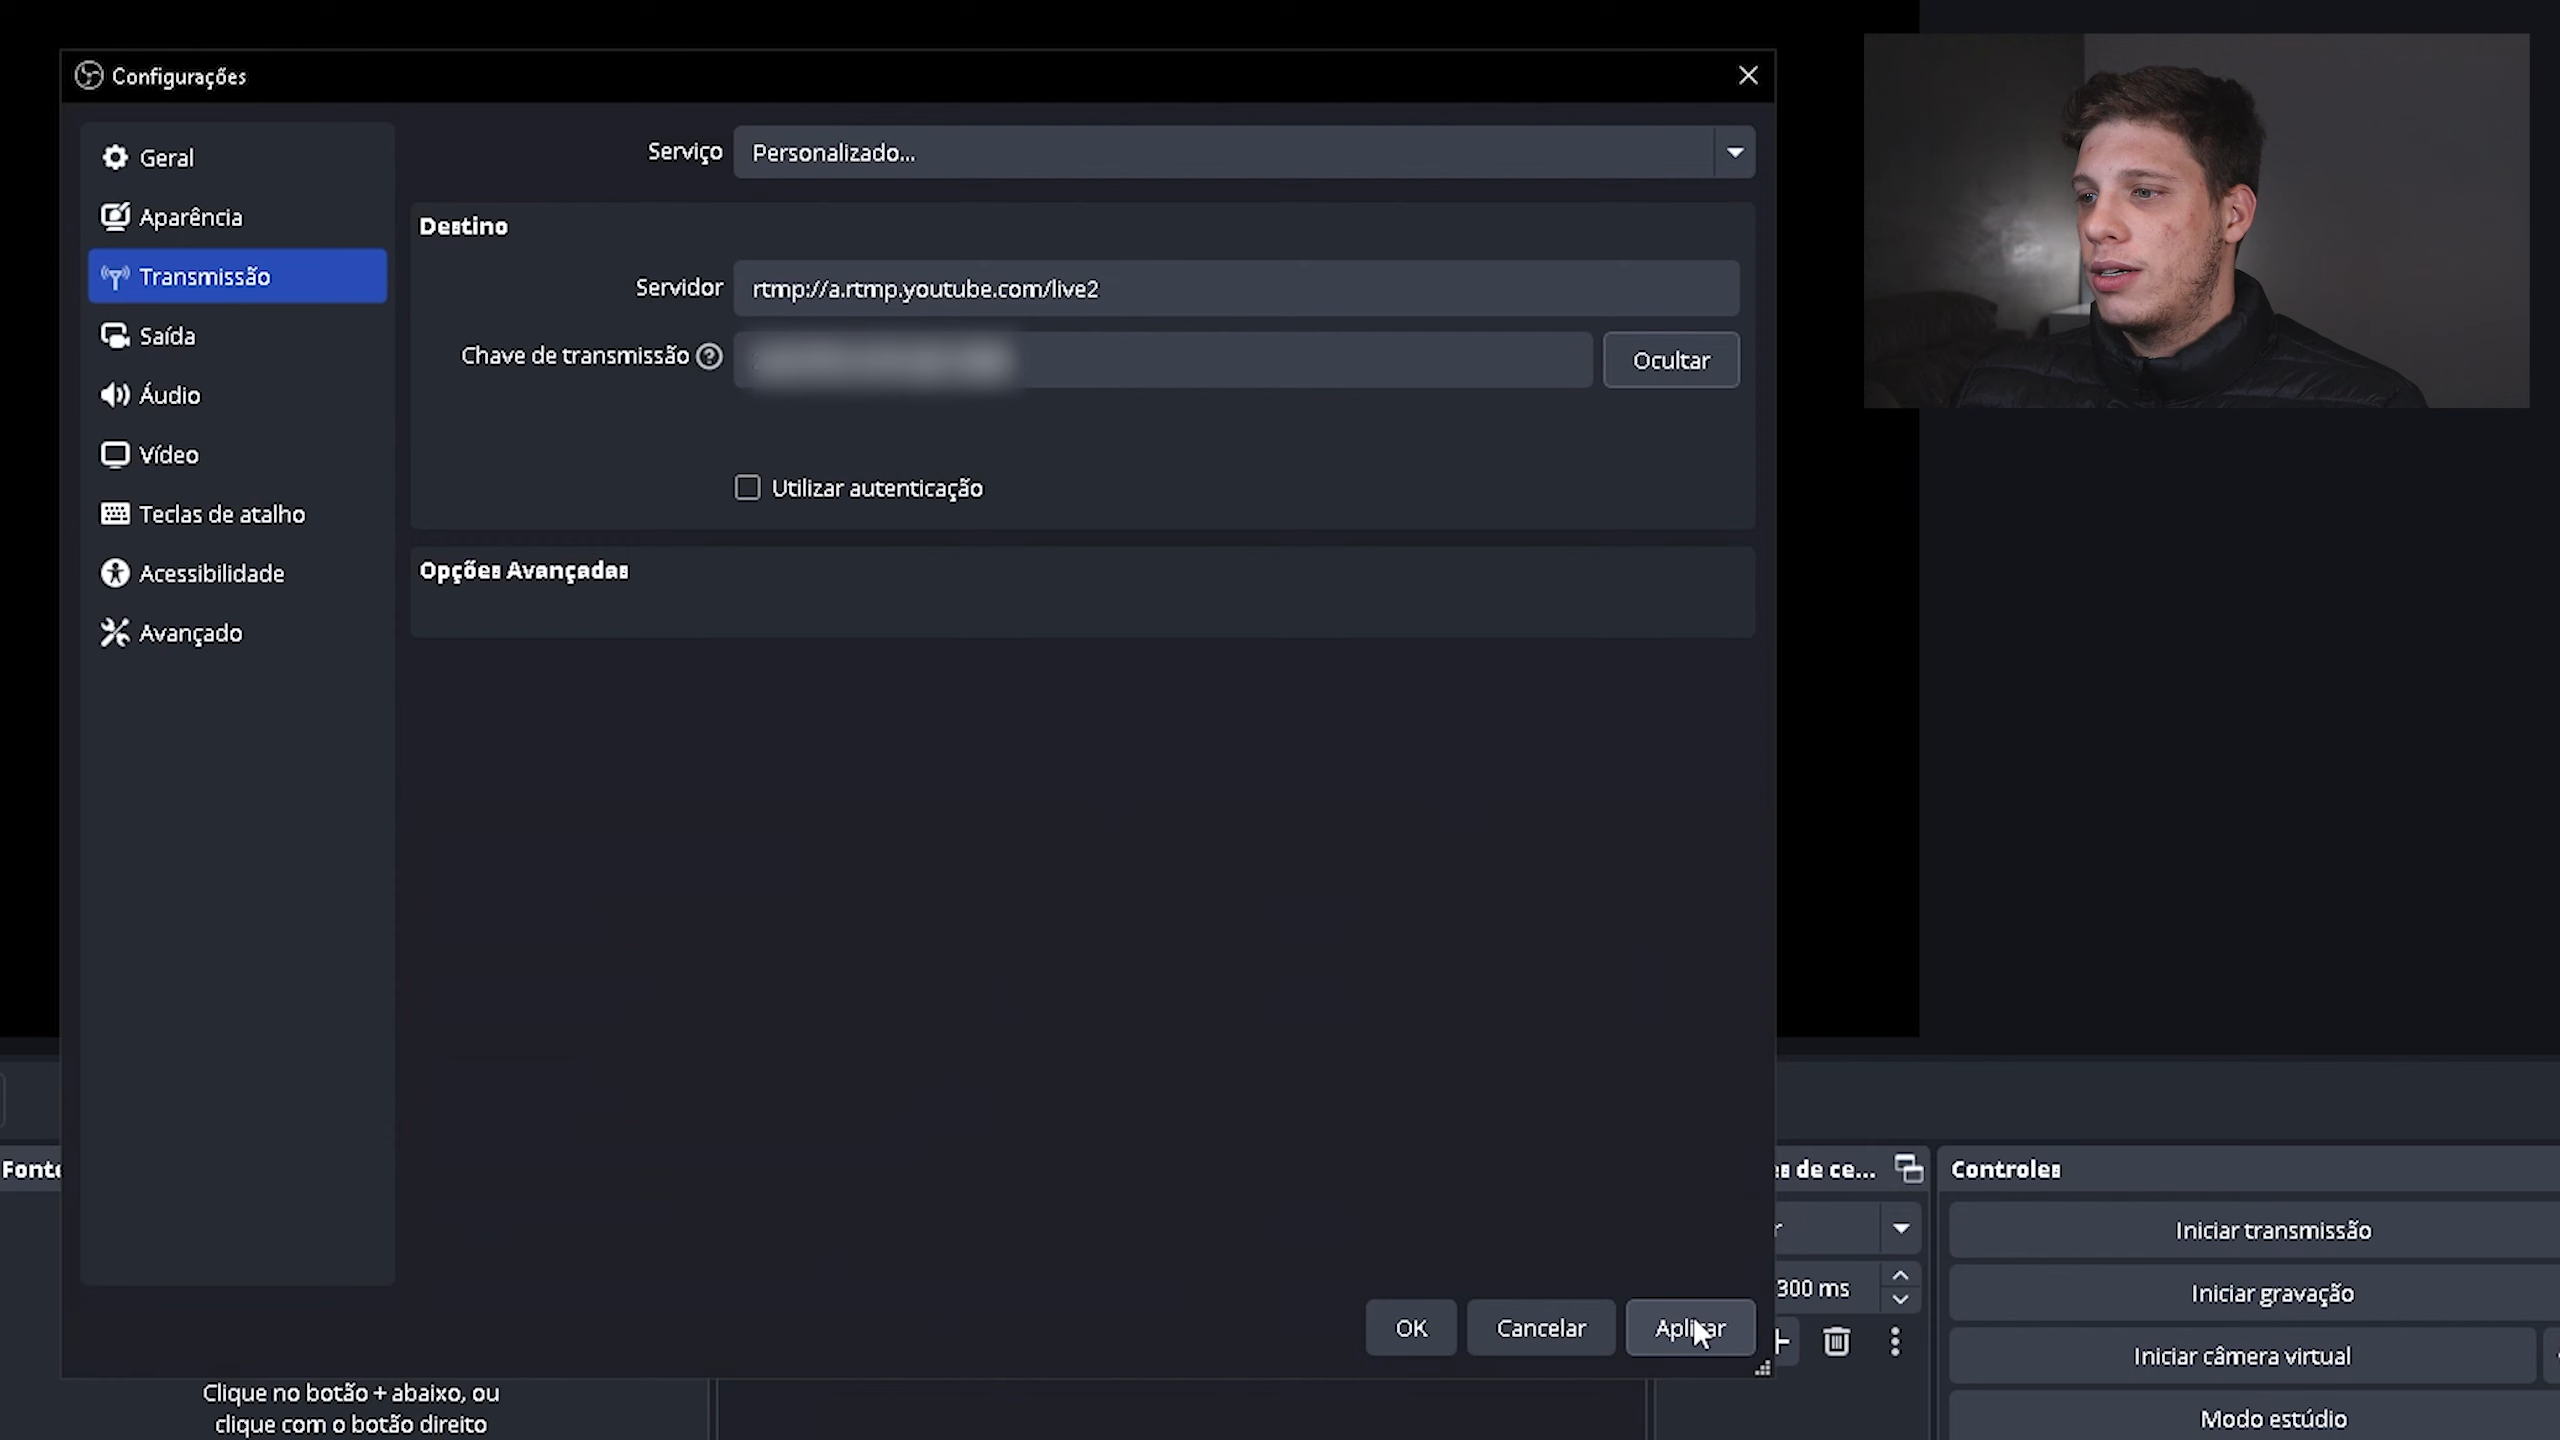 Configurações
Geral
Aparência
Transmissão
Saída
Áudio
Vídeo
Teclas de atalho
Acessibilidade
Avançado
Serviço
Personalizado...
Destino
Servidor
rtmp://a.rtmp.youtube.com/live2
Chave de transmissão
Ocultar
Utilizar autenticação
Opções Avançadas
OK
Cancelar
Aplicar
de ce...
300 ms
Controles
Iniciar transmissão
Iniciar gravação
Iniciar câmera virtual
Modo estúdio
Clique no botão + abaixo, ou
clique com o botão direito